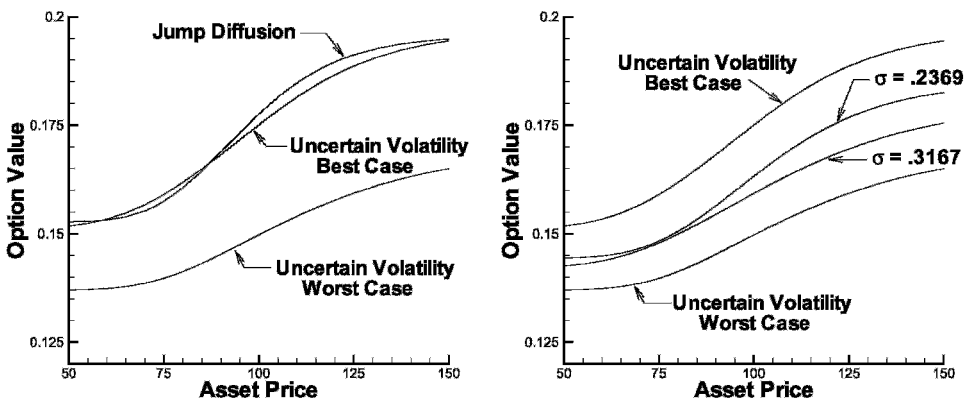 0.2
Jump Diffusion
0.175
Uncertain Volatility
Best Case
Option Value
0.15
Uncertain Volatility
Worst Case
0.125
50
75
100
125
150
Asset Price
0.2
Uncertain Volatility
Best Case
σ = .2369
0.175
σ = .3167
Option Value
0.15
Uncertain Volatility
Worst Case
0.125
50
75
100
125
150
Asset Price